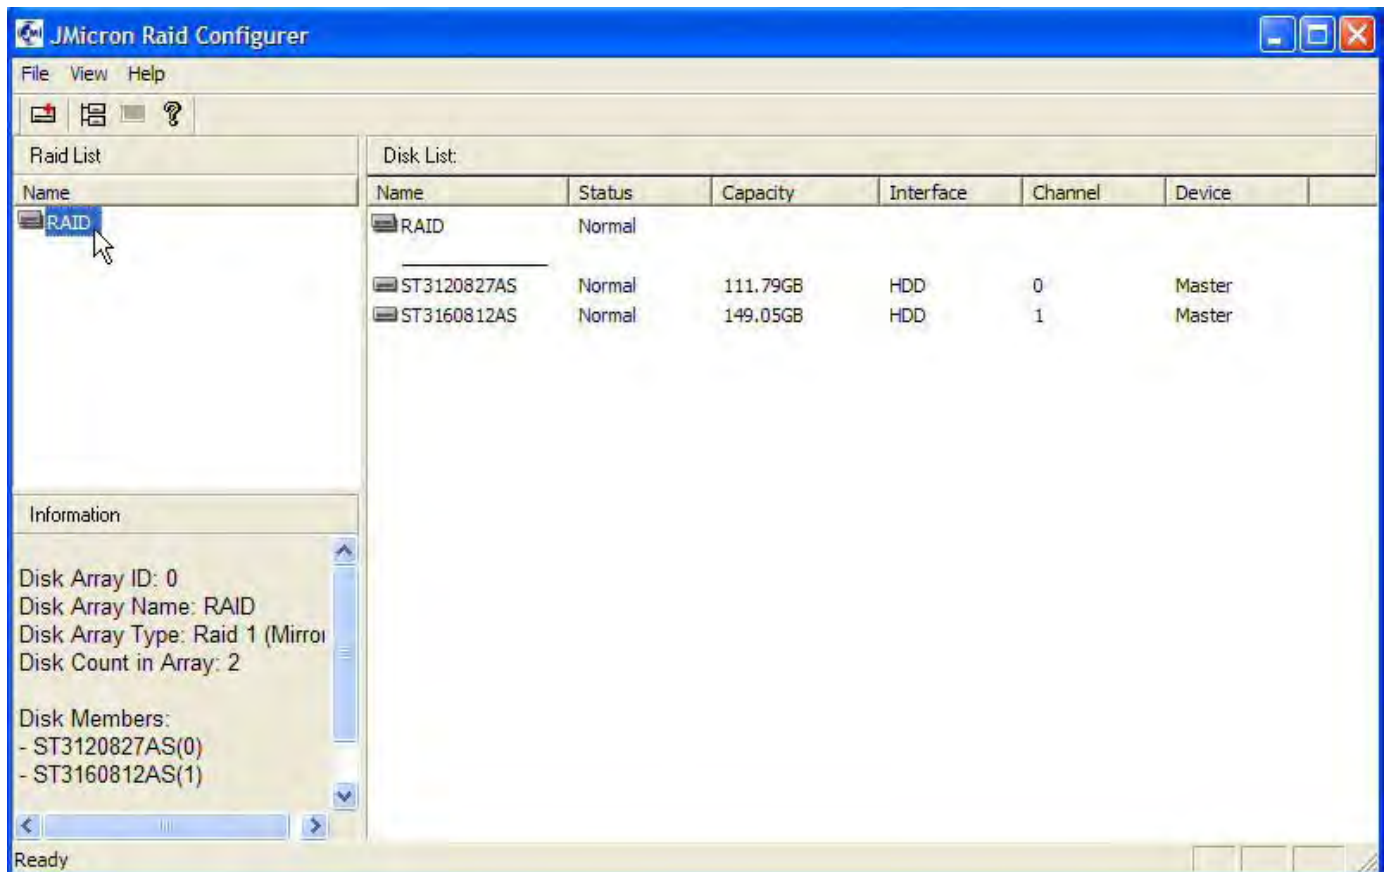 JMicron Raid Configurer
File View Help
Raid List
Name
RAID
Disk List:
Name Status Capacity Interface Channel Device
RAID Normal
ST3120827AS Normal 111.79GB HDD 0 Master
ST3160812AS Normal 149.05GB HDD 1 Master
Information
Disk Array ID: 0
Disk Array Name: RAID
Disk Array Type: Raid 1 (Mirror
Disk Count in Array: 2
Disk Members:
- ST3120827AS(0)
- ST3160812AS(1)
Ready